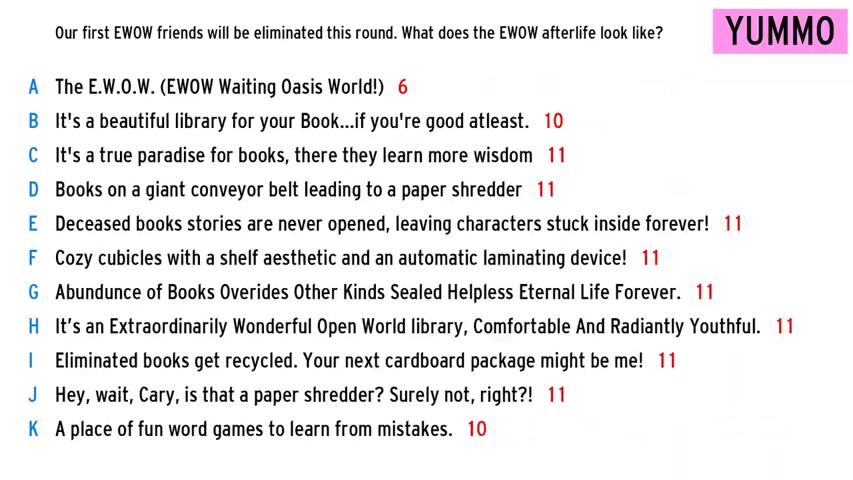 Our first EWOW friends will be eliminated this round. What does the EWOW afterlife look like?
YUMMO
A The E.W.O.W. (EWOW Waiting Oasis World!) 6
B It's a beautiful library for your Book...if you're good atleast. 10
C It's a true paradise for books, there they learn more wisdom 11
D Books on a giant conveyor belt leading to a paper shredder 11
E Deceased books stories are never opened, leaving characters stuck inside forever! 11
F Cozy cubicles with a shelf aesthetic and an automatic laminating device! 11
G Abundunce of Books Overides Other Kinds Sealed Helpless Eternal Life Forever. 11
H It’s an Extraordinarily Wonderful Open World library, Comfortable And Radiantly Youthful. 11
I Eliminated books get recycled. Your next cardboard package might be me! 11
J Hey, wait, Cary, is that a paper shredder? Surely not, right?! 11
K A place of fun word games to learn from mistakes. 10